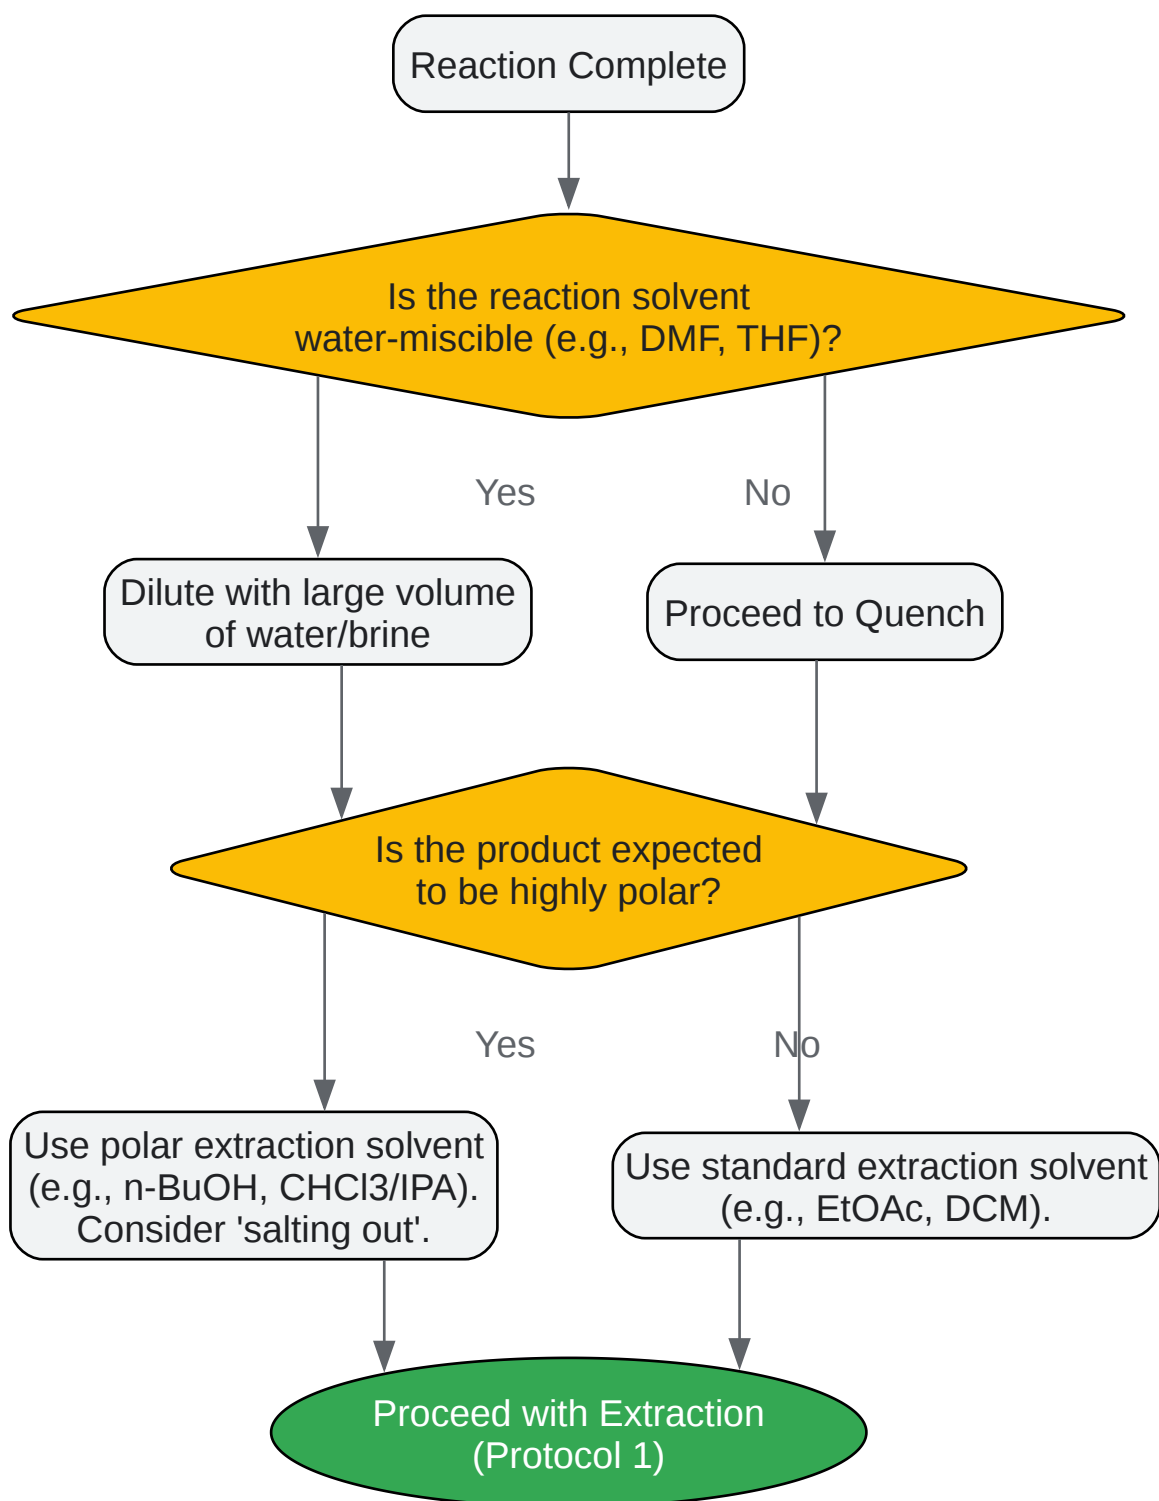 Reaction Complete
Is the reaction solvent
water-miscible (e.g., DMF, THF)?
Yes
No
Dilute with large volume
of water/brine
Proceed to Quench
Is the product expected
to be highly polar?
Yes
No
Use polar extraction solvent
(e.g., n-BuOH, CHCl3/IPA).
Consider 'salting out'.
Use standard extraction solvent
(e.g., EtOAc, DCM).
Proceed with Extraction
(Protocol 1)